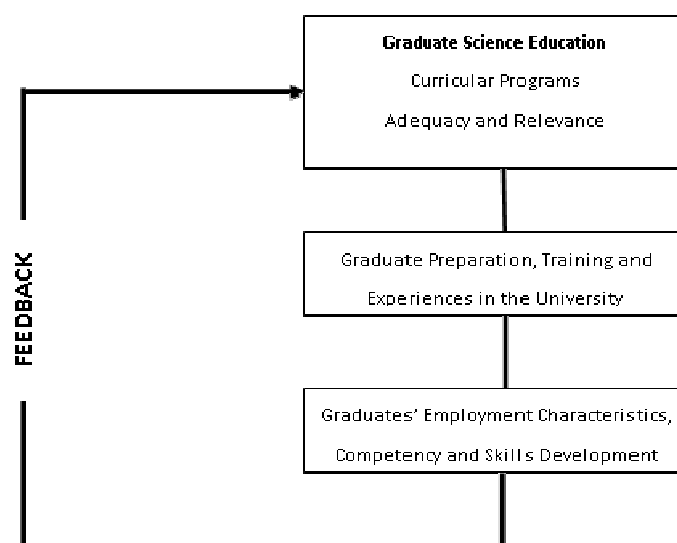 Graduate Science Education
Curricular Programs
Adequacy and Relevance
Graduate Preparation, Training and
Experiences in the University
FEEDBACK
Graduates' Employment Characteristics,
Competency and Skills Development